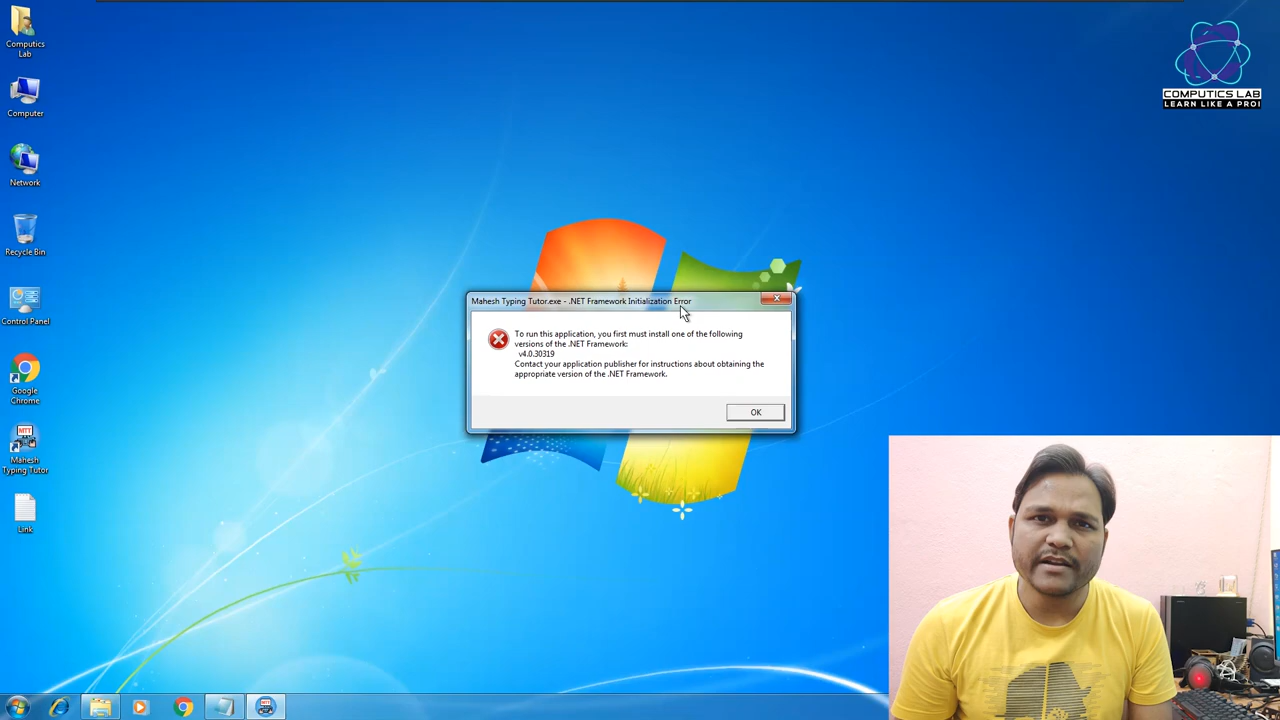 Computics
Lab
Computer
Network
Recycle Bin
Control Panel
Google
Chrome
MTT
Mahesh
Typing Tutor
Link
COMPUTICS LAB
LEARN LIKE A PRO!
Mahesh Typing Tutor.exe - .NET Framework Initialization Error
To run this application, you first must install one of the following
versions of the .NET Framework:
v4.0.30319
Contact your application publisher for instructions about obtaining the
appropriate version of the .NET Framework.
OK
MTT